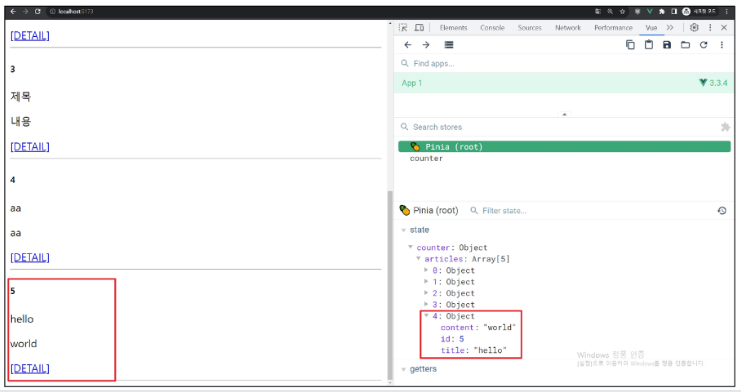 localhost:5173
[DETAIL]
3
제목
내용
[DETAIL]
4
aa
aa
[DETAIL]
5
hello
world
[DETAIL]
Elements Console Sources Network Performance Vue
Find apps...
App 1
3.3.4
Search stores
Pinia (root)
counter
Pinia (root) Filter state...
state
counter: Object
articles: Array[5]
0: Object
1: Object
2: Object
3: Object
4: Object
content: "world"
id: 5
title: "hello"
Windows 정품 인증
[설정]으로 이동하여 Windows를 정품 인증합니다.
getters